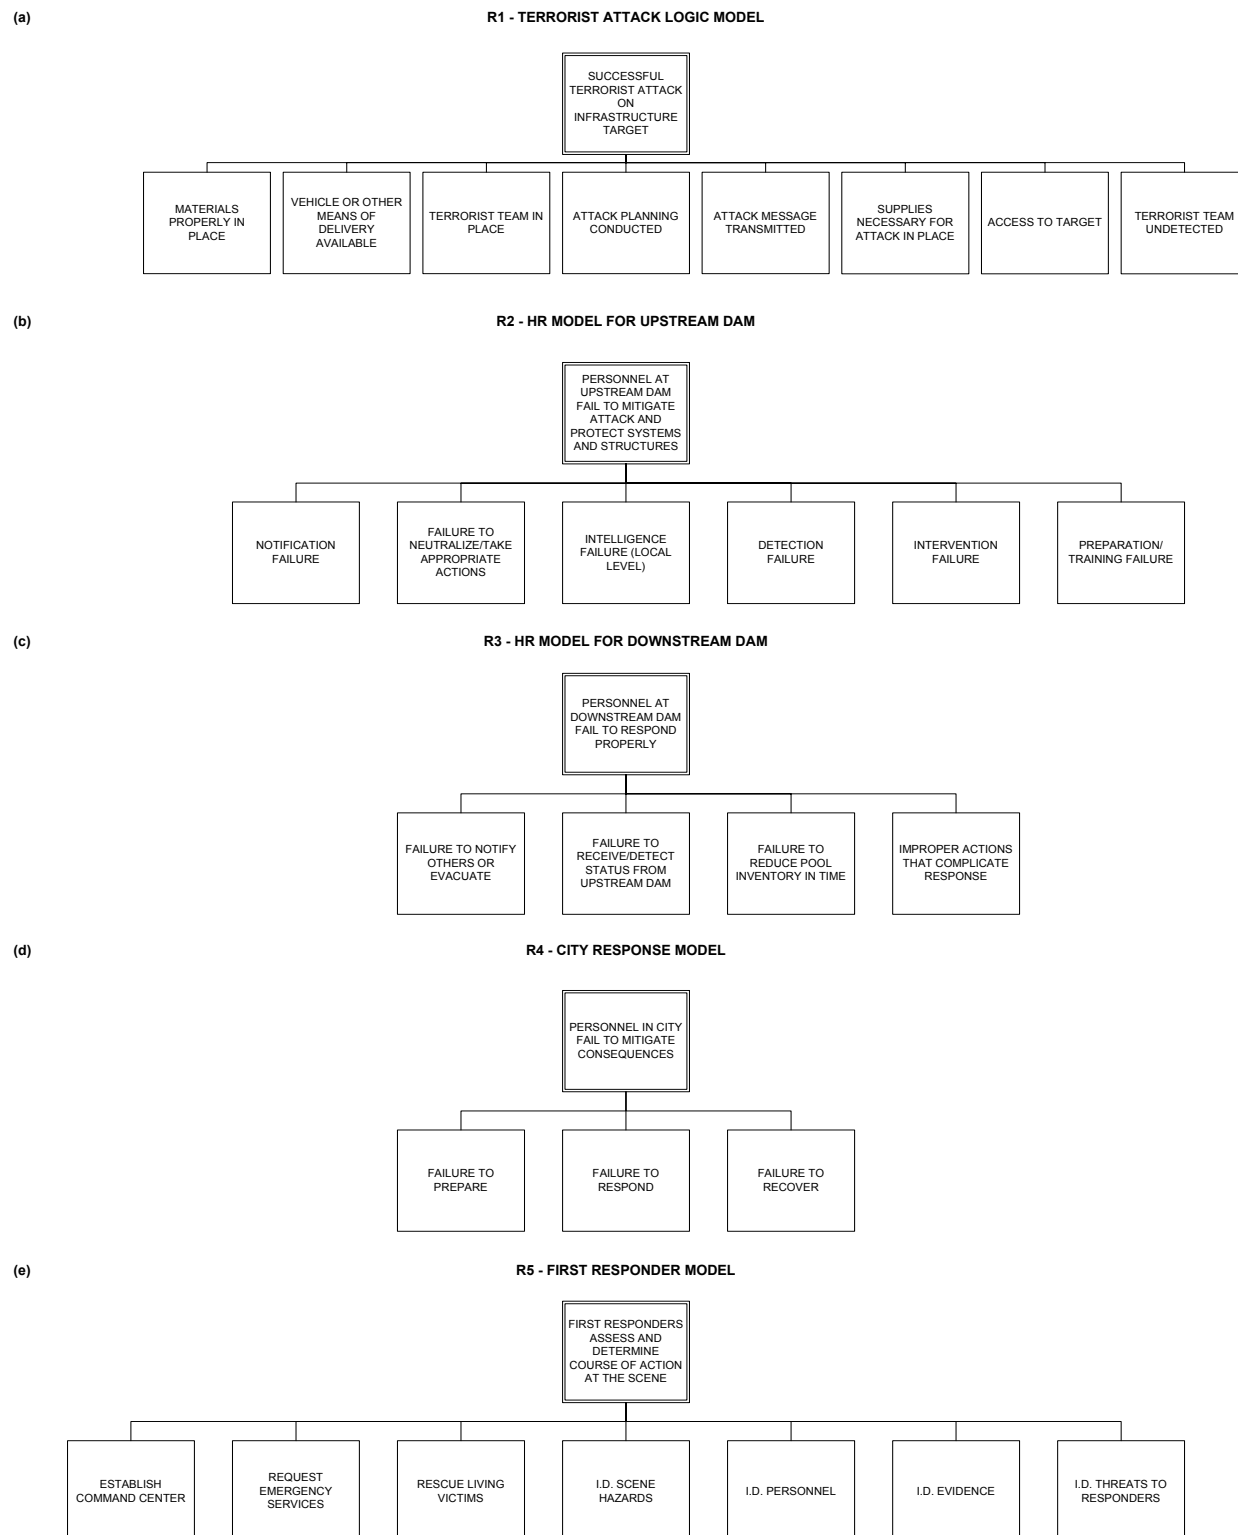 (a)
R1 - TERRORIST ATTACK LOGIC MODEL
SUCCESSFUL
TERRORIST ATTACK
ON
INFRASTRUCTURE
TARGET
MATERIALS
PROPERLY IN
PLACE
VEHICLE OR OTHER
MEANS OF
DELIVERY
AVAILABLE
TERRORIST TEAM IN
PLACE
ATTACK PLANNING
CONDUCTED
ATTACK MESSAGE
TRANSMITTED
SUPPLIES
NECESSARY FOR
ATTACK IN PLACE
ACCESS TO TARGET
TERRORIST TEAM
UNDETECTED
(b)
R2 - HR MODEL FOR UPSTREAM DAM
PERSONNEL AT
UPSTREAM DAM
FAIL TO MITIGATE
ATTACK AND
PROTECT SYSTEMS
AND STRUCTURES
NOTIFICATION
FAILURE
FAILURE TO
NEUTRALIZE/TAKE
APPROPRIATE
ACTIONS
INTELLIGENCE
FAILURE (LOCAL
LEVEL)
DETECTION
FAILURE
INTERVENTION
FAILURE
PREPARATION/
TRAINING FAILURE
(c)
R3 - HR MODEL FOR DOWNSTREAM DAM
PERSONNEL AT
DOWNSTREAM DAM
FAIL TO RESPOND
PROPERLY
FAILURE TO NOTIFY
OTHERS OR
EVACUATE
FAILURE TO
RECEIVE/DETECT
STATUS FROM
UPSTREAM DAM
FAILURE TO
REDUCE POOL
INVENTORY IN TIME
IMPROPER ACTIONS
THAT COMPLICATE
RESPONSE
(d)
R4 - CITY RESPONSE MODEL
PERSONNEL IN CITY
FAIL TO MITIGATE
CONSEQUENCES
FAILURE TO
PREPARE
FAILURE TO
RESPOND
FAILURE TO
RECOVER
(e)
R5 - FIRST RESPONDER MODEL
FIRST RESPONDERS
ASSESS AND
DETERMINE
COURSE OF ACTION
AT THE SCENE
ESTABLISH
COMMAND CENTER
REQUEST
EMERGENCY
SERVICES
RESCUE LIVING
VICTIMS
I.D. SCENE
HAZARDS
I.D. PERSONNEL
I.D. EVIDENCE
I.D. THREATS TO
RESPONDERS